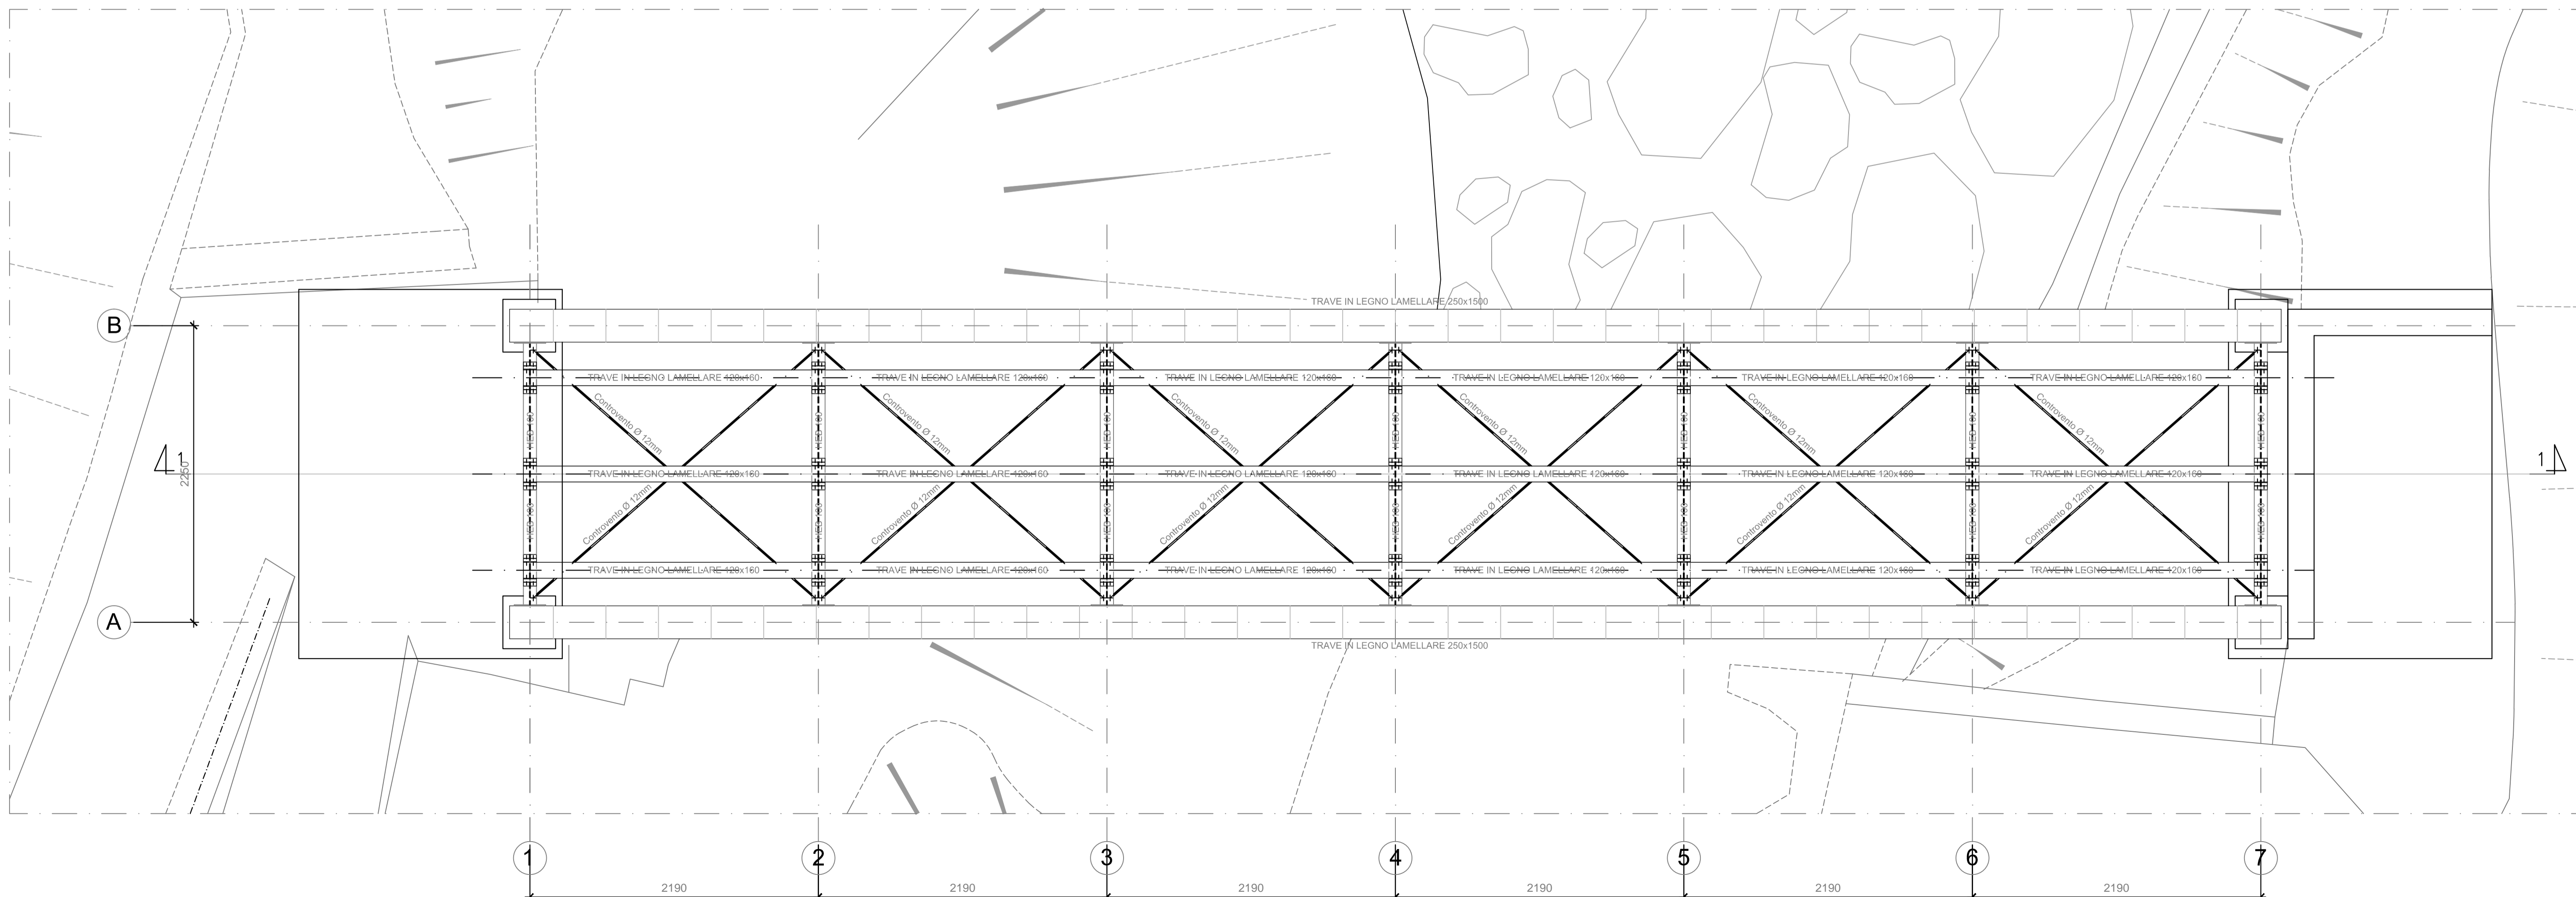 TRAVE IN LEGNO LAMELLARE 250x1500
B
TRAVE IN LEGNO LAMELLARE 120x160
TRAVE IN LEGNO LAMELLARE 120x160
TRAVE IN LEGNO LAMELLARE 120x160
TRAVE IN LEGNO LAMELLARE 120x160
TRAVE IN LEGNO LAMELLARE 120x160
TRAVE IN LEGNO LAMELLARE 120x160
Controvento Ø 12mm
Controvento Ø 12mm
Controvento Ø 12mm
Controvento Ø 12mm
Controvento Ø 12mm
Controvento Ø 12mm
1
2250
TRAVE IN LEGNO LAMELLARE 120x160
TRAVE IN LEGNO LAMELLARE 120x160
TRAVE IN LEGNO LAMELLARE 120x160
TRAVE IN LEGNO LAMELLARE 120x160
TRAVE IN LEGNO LAMELLARE 120x160
TRAVE IN LEGNO LAMELLARE 120x160
1
Controvento Ø 12mm
Controvento Ø 12mm
Controvento Ø 12mm
Controvento Ø 12mm
Controvento Ø 12mm
Controvento Ø 12mm
TRAVE IN LEGNO LAMELLARE 120x160
TRAVE IN LEGNO LAMELLARE 120x160
TRAVE IN LEGNO LAMELLARE 120x160
TRAVE IN LEGNO LAMELLARE 120x160
TRAVE IN LEGNO LAMELLARE 120x160
TRAVE IN LEGNO LAMELLARE 120x160
A
TRAVE IN LEGNO LAMELLARE 250x1500
1
2
3
4
5
6
7
2190
2190
2190
2190
2190
2190